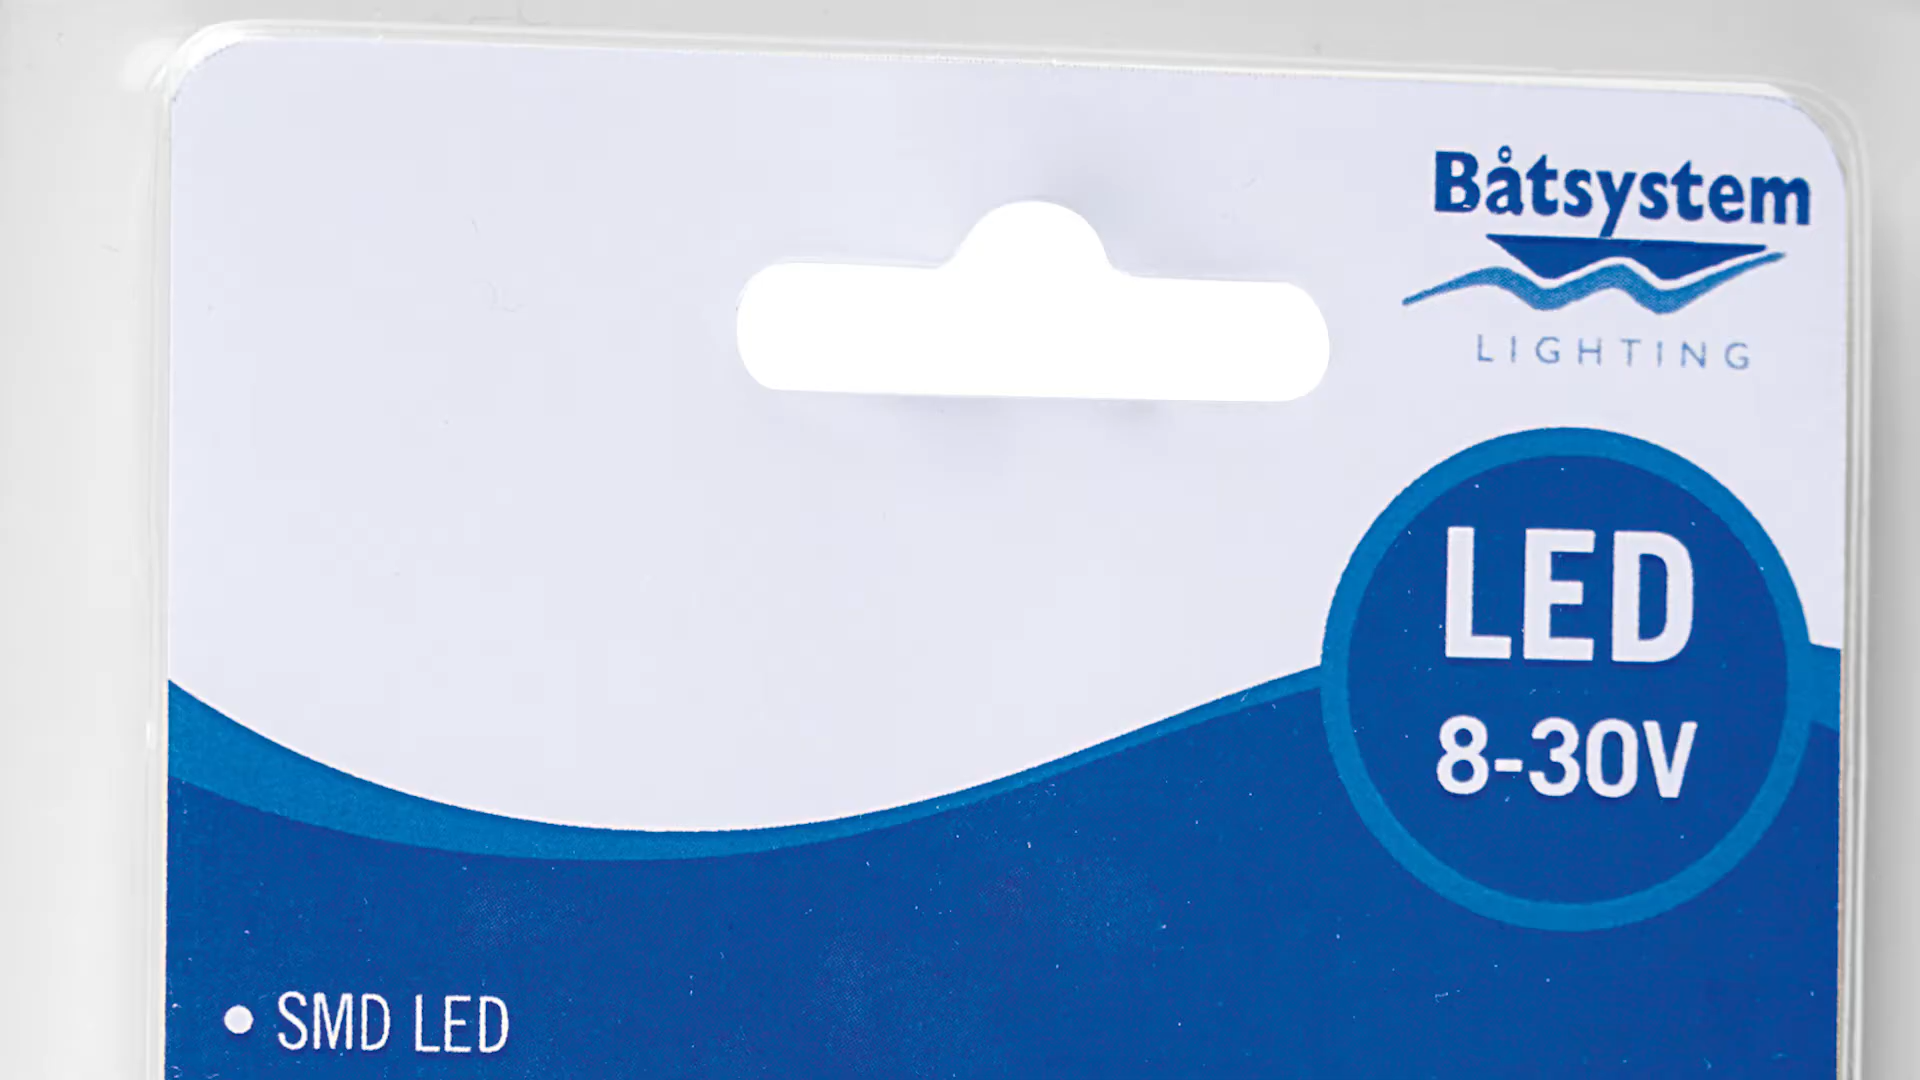 Båtsystem
LIGHTING
LED
8-30V
• SMD LED